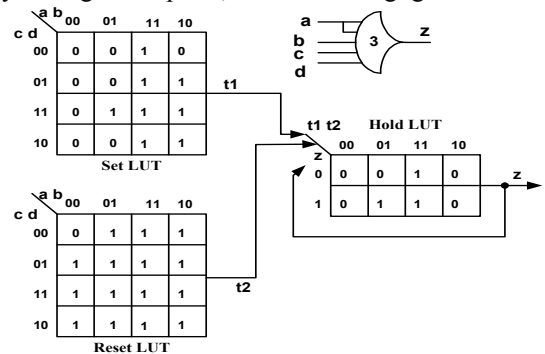 a b
c d
00 01 11 10
00 0 0 1 0
01 0 0 1 1
11 0 1 1 1
10 0 0 1 1
Set LUT
t1
a
b
c
d
3
z
a b
c d
00 01 11 10
00 0 1 1 1
01 1 1 1 1
11 1 1 1 1
10 1 1 1 1
Reset LUT
t2
t1 t2
Hold LUT
z
00 01 11 10
0 0 0 1 0
1 0 1 1 0
z